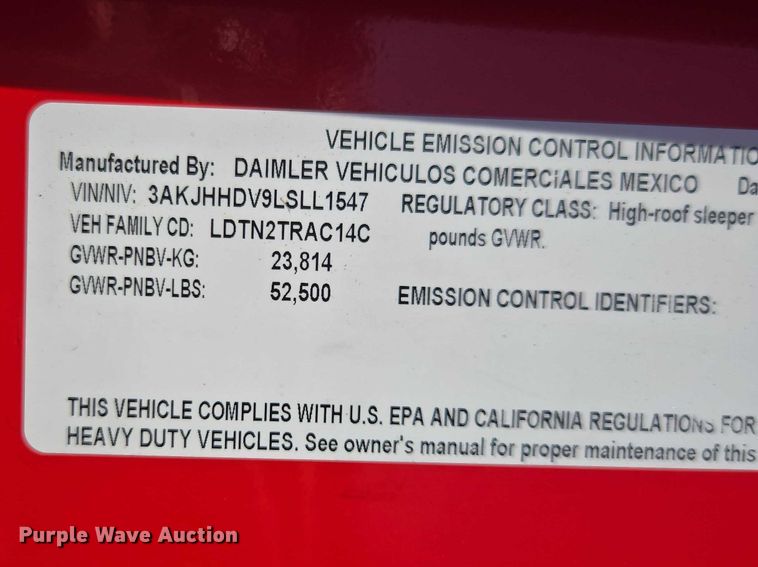 VEHICLE EMISSION CONTROL INFORMATIO
Manufactured By: DAIMLER VEHICULOS COMERCIALES MEXICO Da
VIN/NIV: 3AKJHHDV9LSLL1547 REGULATORY CLASS: High-roof sleeper
VEH FAMILY CD: LDTN2TRAC14C pounds GVWR.
GVWR-PNBV-KG: 23,814
GVWR-PNBV-LBS: 52,500 EMISSION CONTROL IDENTIFIERS:
THIS VEHICLE COMPLIES WITH U.S. EPA AND CALIFORNIA REGULATIONS FOR
HEAVY DUTY VEHICLES. See owner's manual for proper maintenance of this
Purple Wave Auction